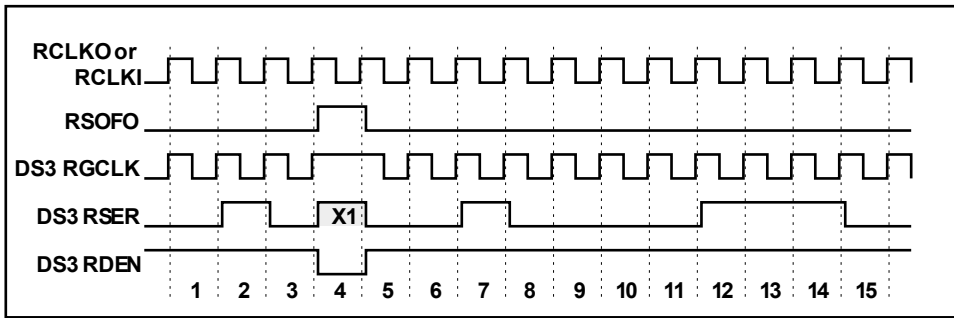 RCLKO or
RCLKI
RSOFO
DS3 RGCLK
DS3 RSER X1
DS3 RDEN
1 2 3 4 5 6 7 8 9 10 11 12 13 14 15